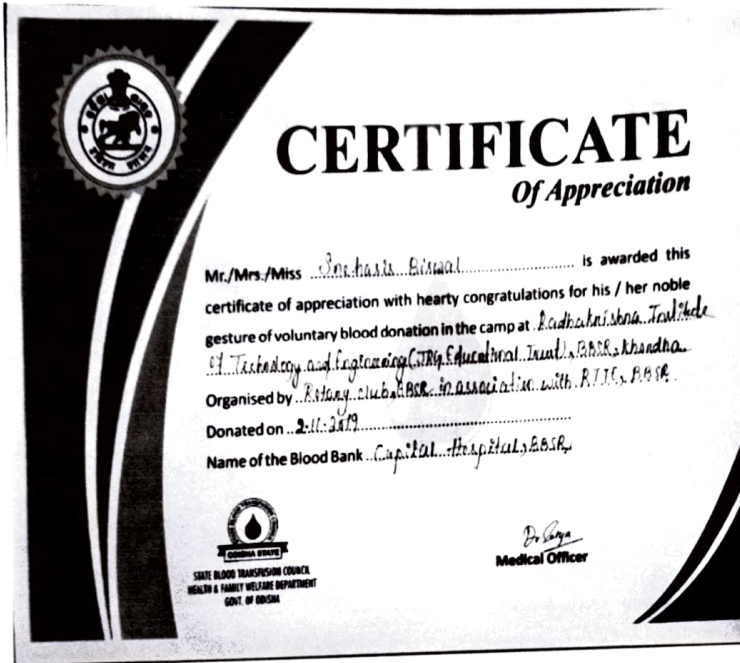 CERTIFICATE
Of Appreciation
Mr./Mrs./Miss Snehasis Biswal is awarded this
certificate of appreciation with hearty congratulations for his / her noble
gesture of voluntary blood donation in the camp at Radhakrishna Institute
Of Technology and Engineering (JRG Educational Trust), BBSR, Khordha
Organised by Rotary club, BBSR in association with RITE, BBSR.
Donated on 2-11-2019
Name of the Blood Bank Capital Hospital, BBSR,
ODISHA STATE
STATE BLOOD TRANSFUSION COUNCIL
HEALTH & FAMILY WELFARE DEPARTMENT
GOVT. OF ODISHA
Dr
Medical Officer